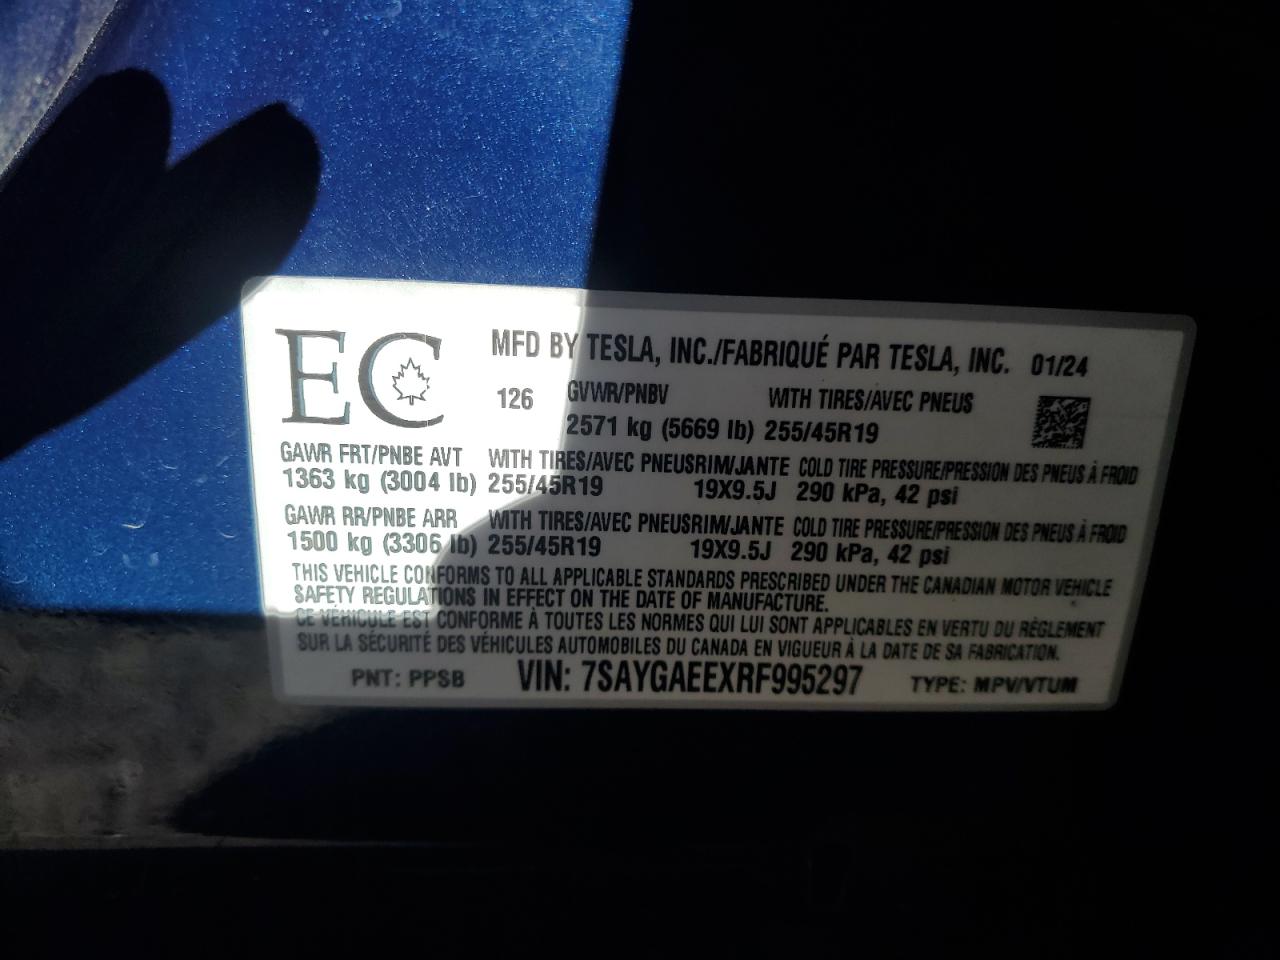 EC MFD BY TESLA, INC./FABRIQUÉ PAR TESLA, INC. 01/24
126 GVWR/PNBV WITH TIRES/AVEC PNEUS
2571 kg (5669 lb) 255/45R19
GAWR FRT/PNBE AVT WITH TIRES/AVEC PNEUS RIM/JANTE COLD TIRE PRESSURE/PRESSION DES PNEUS À FROID
1363 kg (3004 lb) 255/45R19 19X9.5J 290 kPa, 42 psi
GAWR RR/PNBE ARR WITH TIRES/AVEC PNEUS RIM/JANTE COLD TIRE PRESSURE/PRESSION DES PNEUS À FROID
1500 kg (3306 lb) 255/45R19 19X9.5J 290 kPa, 42 psi
THIS VEHICLE CONFORMS TO ALL APPLICABLE STANDARDS PRESCRIBED UNDER THE CANADIAN MOTOR VEHICLE
SAFETY REGULATIONS IN EFFECT ON THE DATE OF MANUFACTURE.
CE VÉHICULE EST CONFORME À TOUTES LES NORMES QUI LUI SONT APPLICABLES EN VERTU DU RÈGLEMENT
SUR LA SÉCURITÉ DES VÉHICULES AUTOMOBILES DU CANADA EN VIGUEUR À LA DATE DE SA FABRICATION.
PNT: PPSB VIN: 7SAYGAEEXRF995297 TYPE: MPV/VTUM